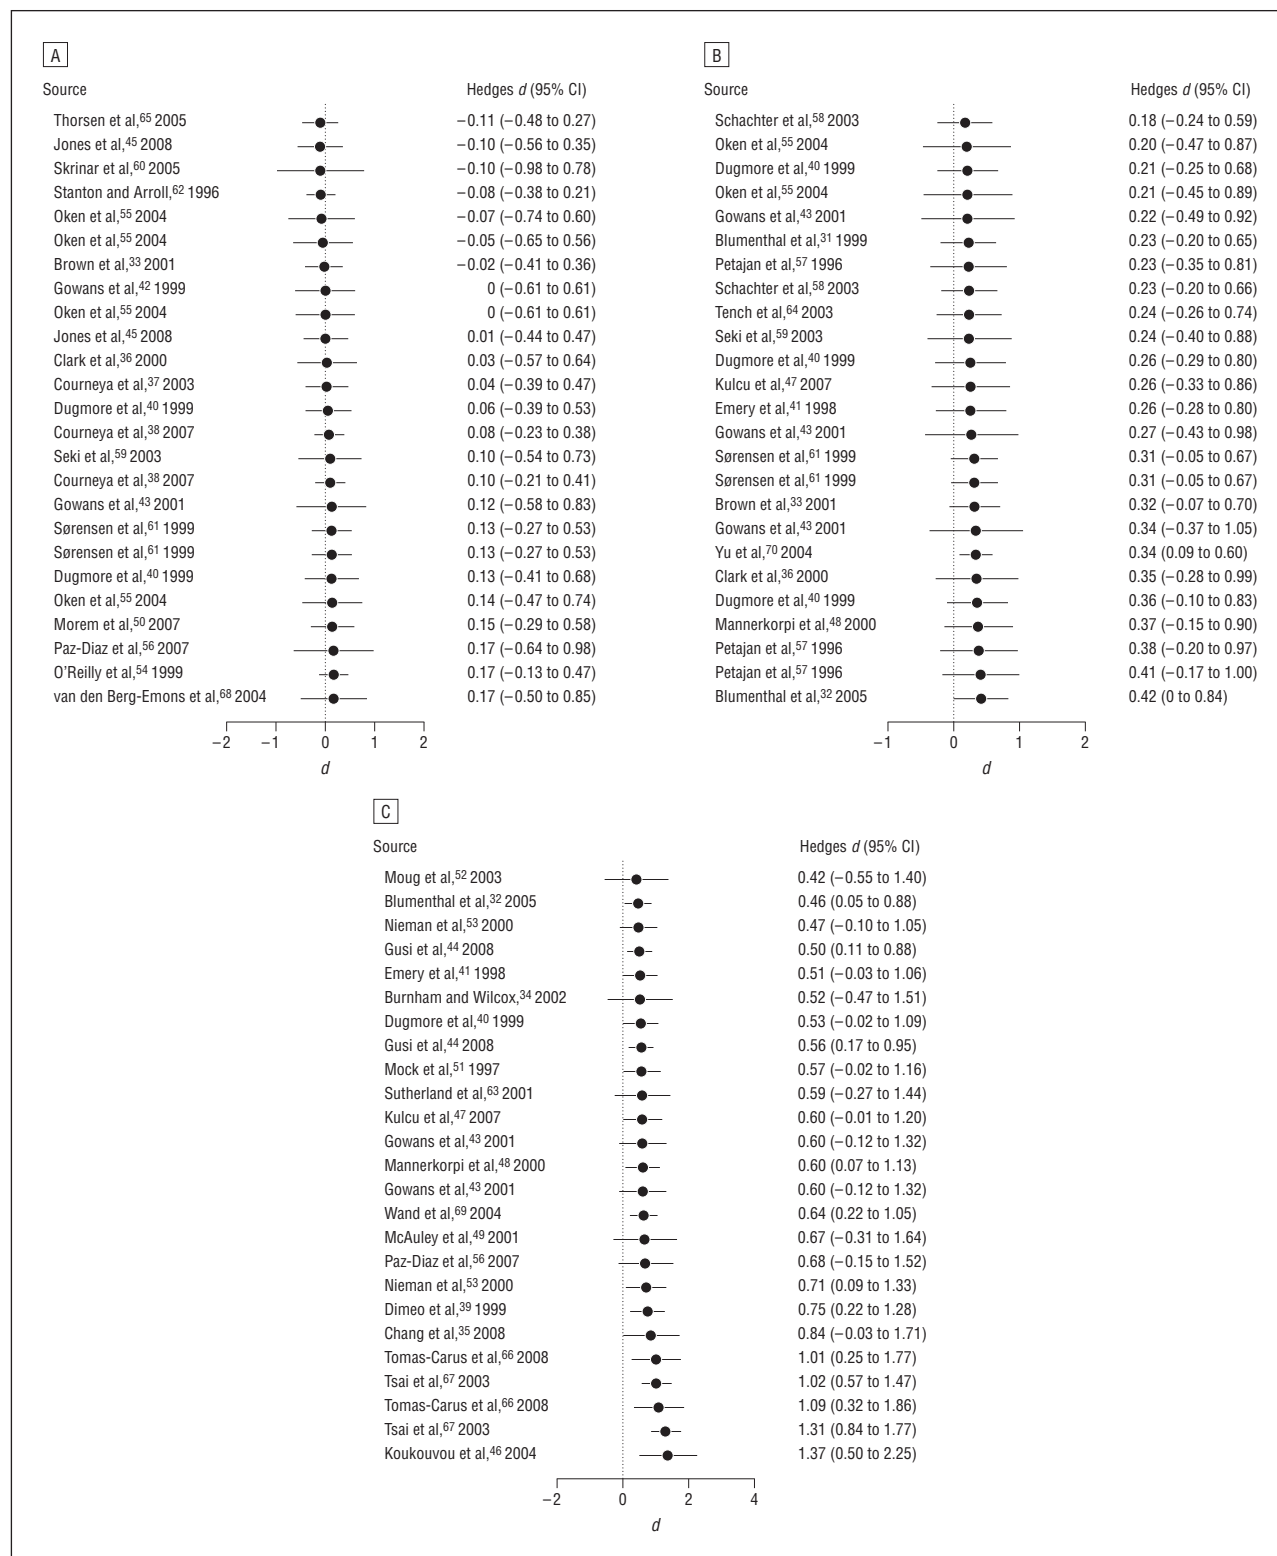 A
Source Hedges d (95% CI)
Thorsen et al,65 2005 −0.11 (−0.48 to 0.27)
Jones et al,45 2008 −0.10 (−0.56 to 0.35)
Skrinar et al,60 2005 −0.10 (−0.98 to 0.78)
Stanton and Arroll,62 1996 −0.08 (−0.38 to 0.21)
Oken et al,55 2004 −0.07 (−0.74 to 0.60)
Oken et al,55 2004 −0.05 (−0.65 to 0.56)
Brown et al,33 2001 −0.02 (−0.41 to 0.36)
Gowans et al,42 1999 0 (−0.61 to 0.61)
Oken et al,55 2004 0 (−0.61 to 0.61)
Jones et al,45 2008 0.01 (−0.44 to 0.47)
Clark et al,36 2000 0.03 (−0.57 to 0.64)
Courneya et al,37 2003 0.04 (−0.39 to 0.47)
Dugmore et al,40 1999 0.06 (−0.39 to 0.53)
Courneya et al,38 2007 0.08 (−0.23 to 0.38)
Seki et al,59 2003 0.10 (−0.54 to 0.73)
Courneya et al,38 2007 0.10 (−0.21 to 0.41)
Gowans et al,43 2001 0.12 (−0.58 to 0.83)
Sørensen et al,61 1999 0.13 (−0.27 to 0.53)
Sørensen et al,61 1999 0.13 (−0.27 to 0.53)
Dugmore et al,40 1999 0.13 (−0.41 to 0.68)
Oken et al,55 2004 0.14 (−0.47 to 0.74)
Morem et al,50 2007 0.15 (−0.29 to 0.58)
Paz-Diaz et al,56 2007 0.17 (−0.64 to 0.98)
O'Reilly et al,54 1999 0.17 (−0.13 to 0.47)
van den Berg-Emons et al,68 2004 0.17 (−0.50 to 0.85)
−2 −1 0 1 2
d
B
Source Hedges d (95% CI)
Schachter et al,58 2003 0.18 (−0.24 to 0.59)
Oken et al,55 2004 0.20 (−0.47 to 0.87)
Dugmore et al,40 1999 0.21 (−0.25 to 0.68)
Oken et al,55 2004 0.21 (−0.45 to 0.89)
Gowans et al,43 2001 0.22 (−0.49 to 0.92)
Blumenthal et al,31 1999 0.23 (−0.20 to 0.65)
Petajan et al,57 1996 0.23 (−0.35 to 0.81)
Schachter et al,58 2003 0.23 (−0.20 to 0.66)
Tench et al,64 2003 0.24 (−0.26 to 0.74)
Seki et al,59 2003 0.24 (−0.40 to 0.88)
Dugmore et al,40 1999 0.26 (−0.29 to 0.80)
Kulcu et al,47 2007 0.26 (−0.33 to 0.86)
Emery et al,41 1998 0.26 (−0.28 to 0.80)
Gowans et al,43 2001 0.27 (−0.43 to 0.98)
Sørensen et al,61 1999 0.31 (−0.05 to 0.67)
Sørensen et al,61 1999 0.31 (−0.05 to 0.67)
Brown et al,33 2001 0.32 (−0.07 to 0.70)
Gowans et al,43 2001 0.34 (−0.37 to 1.05)
Yu et al,70 2004 0.34 (0.09 to 0.60)
Clark et al,36 2000 0.35 (−0.28 to 0.99)
Dugmore et al,40 1999 0.36 (−0.10 to 0.83)
Mannerkorpi et al,48 2000 0.37 (−0.15 to 0.90)
Petajan et al,57 1996 0.38 (−0.20 to 0.97)
Petajan et al,57 1996 0.41 (−0.17 to 1.00)
Blumenthal et al,32 2005 0.42 (0 to 0.84)
−1 0 1 2
d
C
Source Hedges d (95% CI)
Moug et al,52 2003 0.42 (−0.55 to 1.40)
Blumenthal et al,32 2005 0.46 (0.05 to 0.88)
Nieman et al,53 2000 0.47 (−0.10 to 1.05)
Gusi et al,44 2008 0.50 (0.11 to 0.88)
Emery et al,41 1998 0.51 (−0.03 to 1.06)
Burnham and Wilcox,34 2002 0.52 (−0.47 to 1.51)
Dugmore et al,40 1999 0.53 (−0.02 to 1.09)
Gusi et al,44 2008 0.56 (0.17 to 0.95)
Mock et al,51 1997 0.57 (−0.02 to 1.16)
Sutherland et al,63 2001 0.59 (−0.27 to 1.44)
Kulcu et al,47 2007 0.60 (−0.01 to 1.20)
Gowans et al,43 2001 0.60 (−0.12 to 1.32)
Mannerkorpi et al,48 2000 0.60 (0.07 to 1.13)
Gowans et al,43 2001 0.60 (−0.12 to 1.32)
Wand et al,69 2004 0.64 (0.22 to 1.05)
McAuley et al,49 2001 0.67 (−0.31 to 1.64)
Paz-Diaz et al,56 2007 0.68 (−0.15 to 1.52)
Nieman et al,53 2000 0.71 (0.09 to 1.33)
Dimeo et al,39 1999 0.75 (0.22 to 1.28)
Chang et al,35 2008 0.84 (−0.03 to 1.71)
Tomas-Carus et al,66 2008 1.01 (0.25 to 1.77)
Tsai et al,67 2003 1.02 (0.57 to 1.47)
Tomas-Carus et al,66 2008 1.09 (0.32 to 1.86)
Tsai et al,67 2003 1.31 (0.84 to 1.77)
Koukouvou et al,46 2004 1.37 (0.50 to 2.25)
−2 0 2 4
d